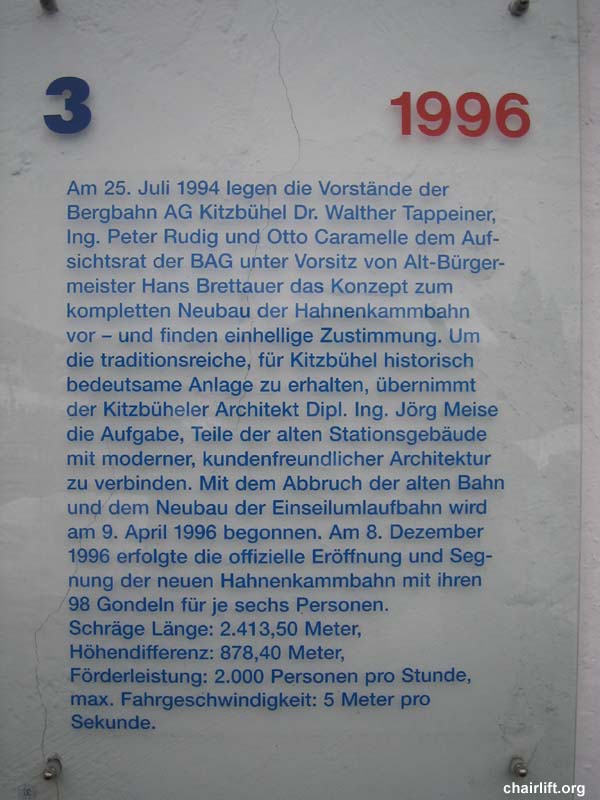 3 1996
Am 25. Juli 1994 legen die Vorstände der
Bergbahn AG Kitzbühel Dr. Walther Tappeiner,
Ing. Peter Rudig und Otto Caramelle dem Auf-
sichtsrat der BAG unter Vorsitz von Alt-Bürger-
meister Hans Brettauer das Konzept zum
kompletten Neubau der Hahnenkammbahn
vor – und finden einhellige Zustimmung. Um
die traditionsreiche, für Kitzbühel historisch
bedeutsame Anlage zu erhalten, übernimmt
der Kitzbüheler Architekt Dipl. Ing. Jörg Meise
die Aufgabe, Teile der alten Stationsgebäude
mit moderner, kundenfreundlicher Architektur
zu verbinden. Mit dem Abbruch der alten Bahn
und dem Neubau der Einseilumlaufbahn wird
am 9. April 1996 begonnen. Am 8. Dezember
1996 erfolgte die offizielle Eröffnung und Seg-
nung der neuen Hahnenkammbahn mit ihren
98 Gondeln für je sechs Personen.
Schräge Länge: 2.413,50 Meter,
Höhendifferenz: 878,40 Meter,
Förderleistung: 2.000 Personen pro Stunde,
max. Fahrgeschwindigkeit: 5 Meter pro
Sekunde.
chairlift.org